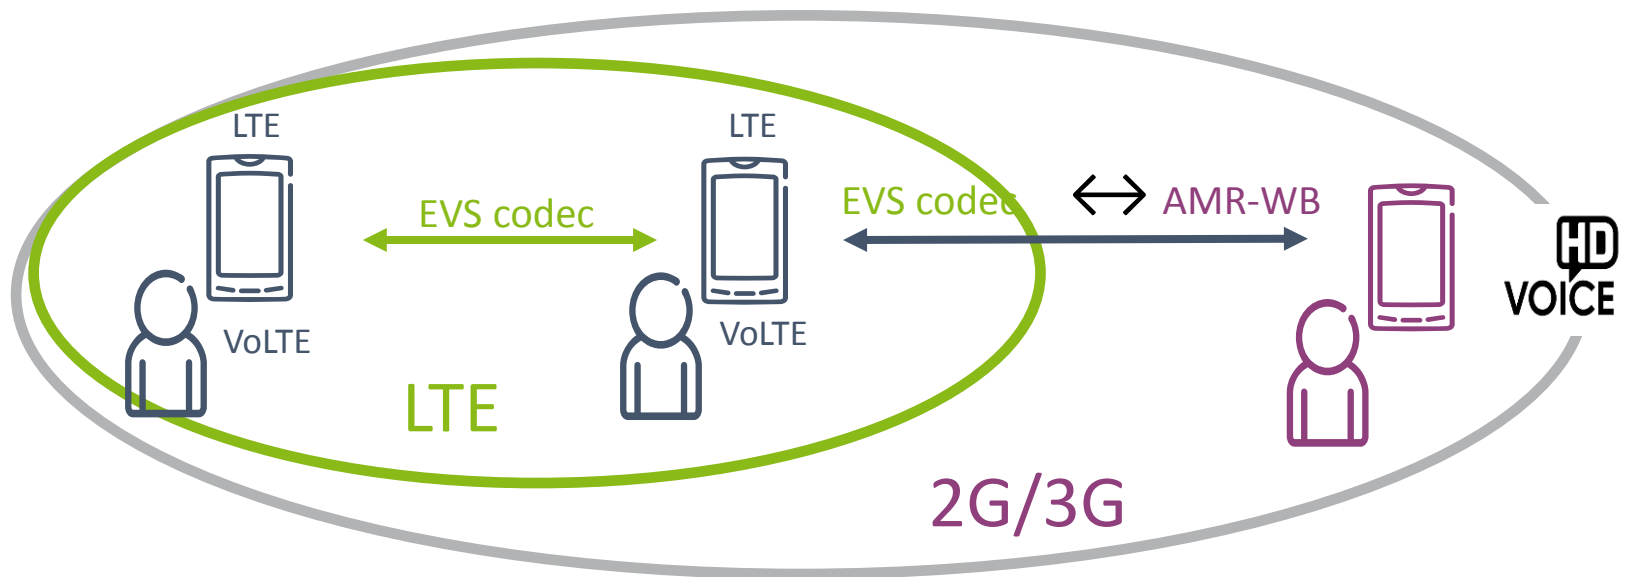 LTE
LTE
EVS codec
EVS codec
AMR-WB
HD
VOICE
VoLTE
VoLTE
LTE
2G/3G